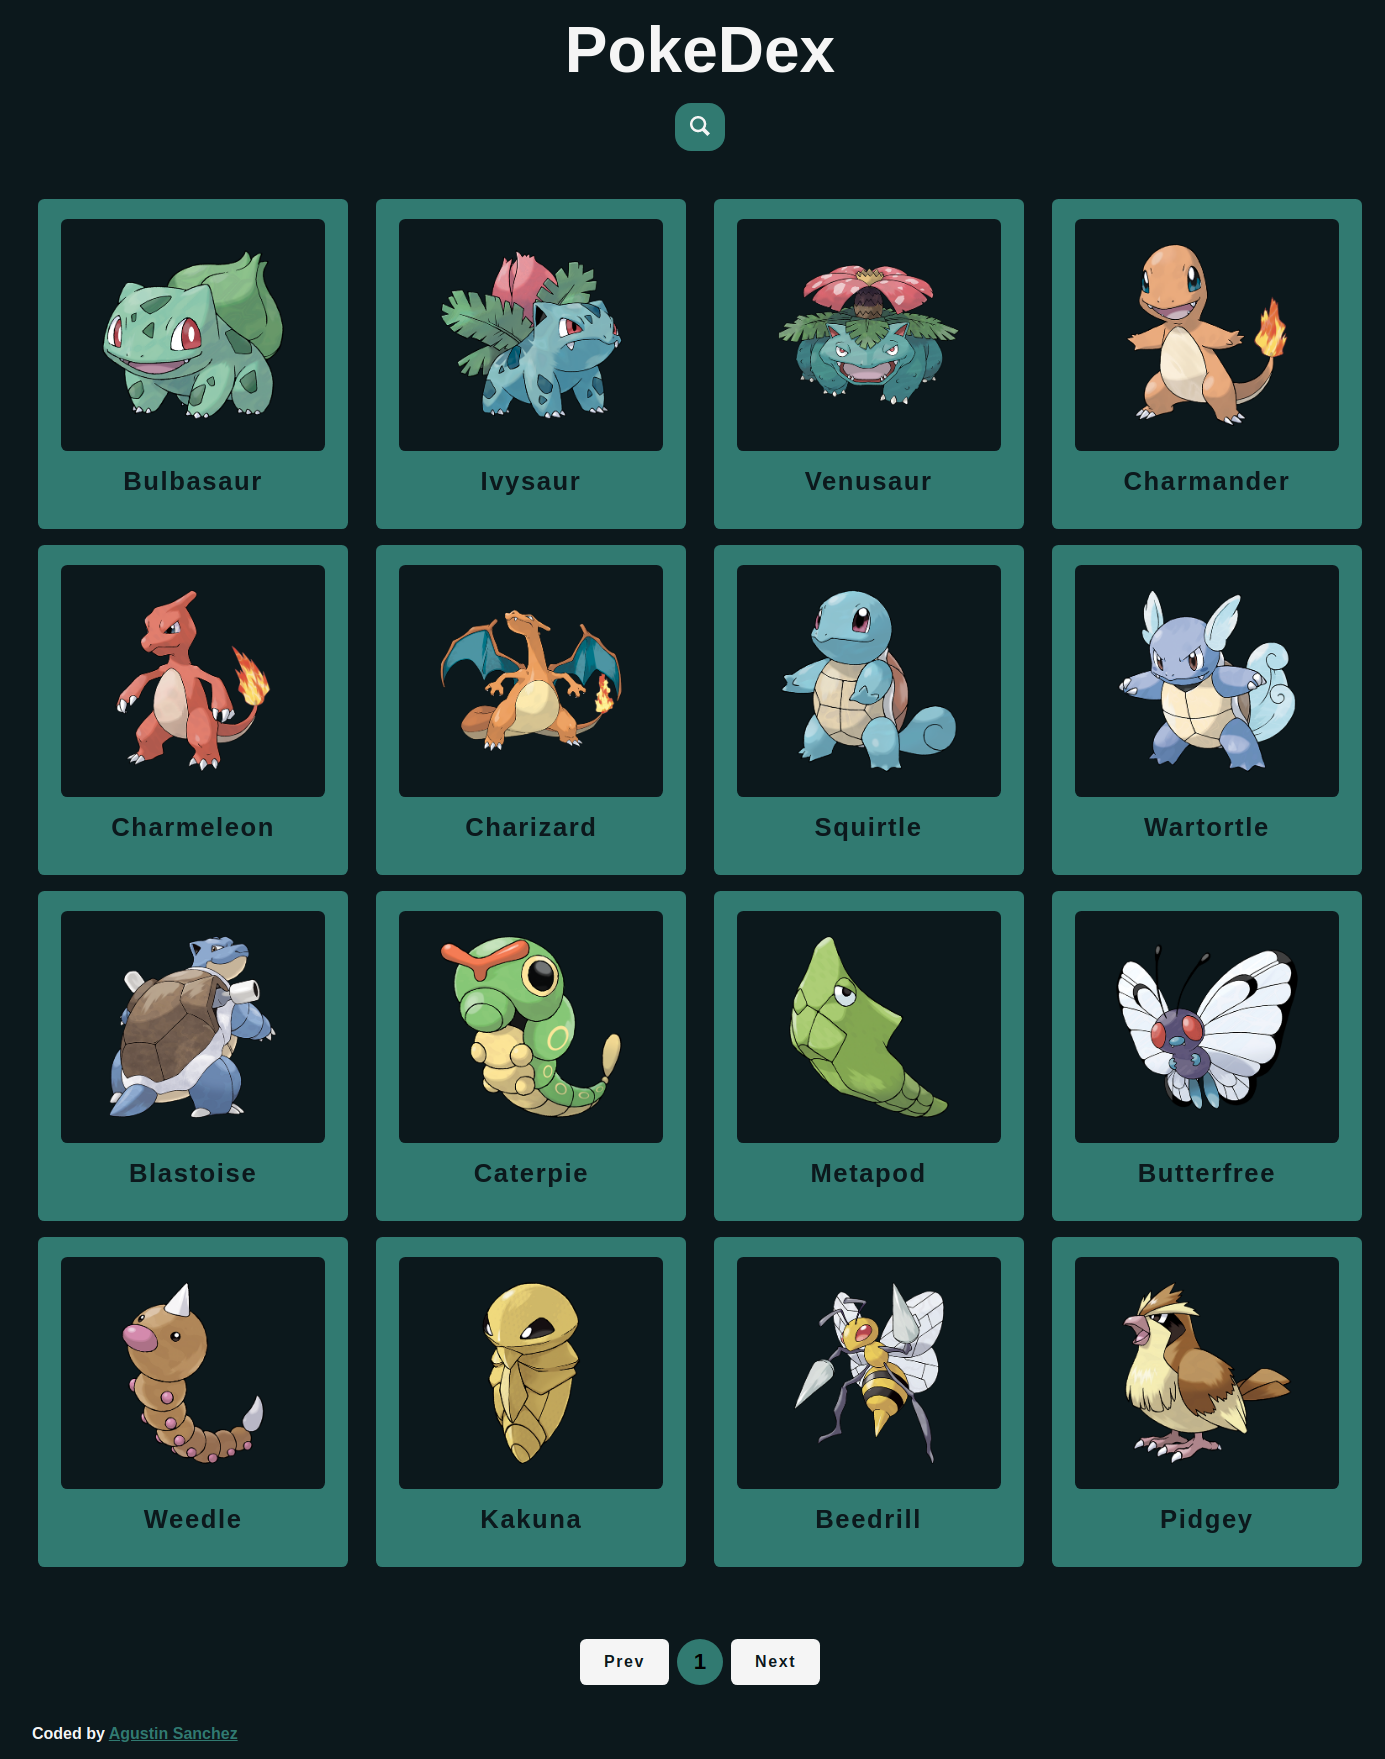 PokeDex
Bulbasaur
Ivysaur
Venusaur
Charmander
Charmeleon
Charizard
Squirtle
Wartortle
Blastoise
Caterpie
Metapod
Butterfree
Weedle
Kakuna
Beedrill
Pidgey
Prev
1
Next
Coded by Agustin Sanchez